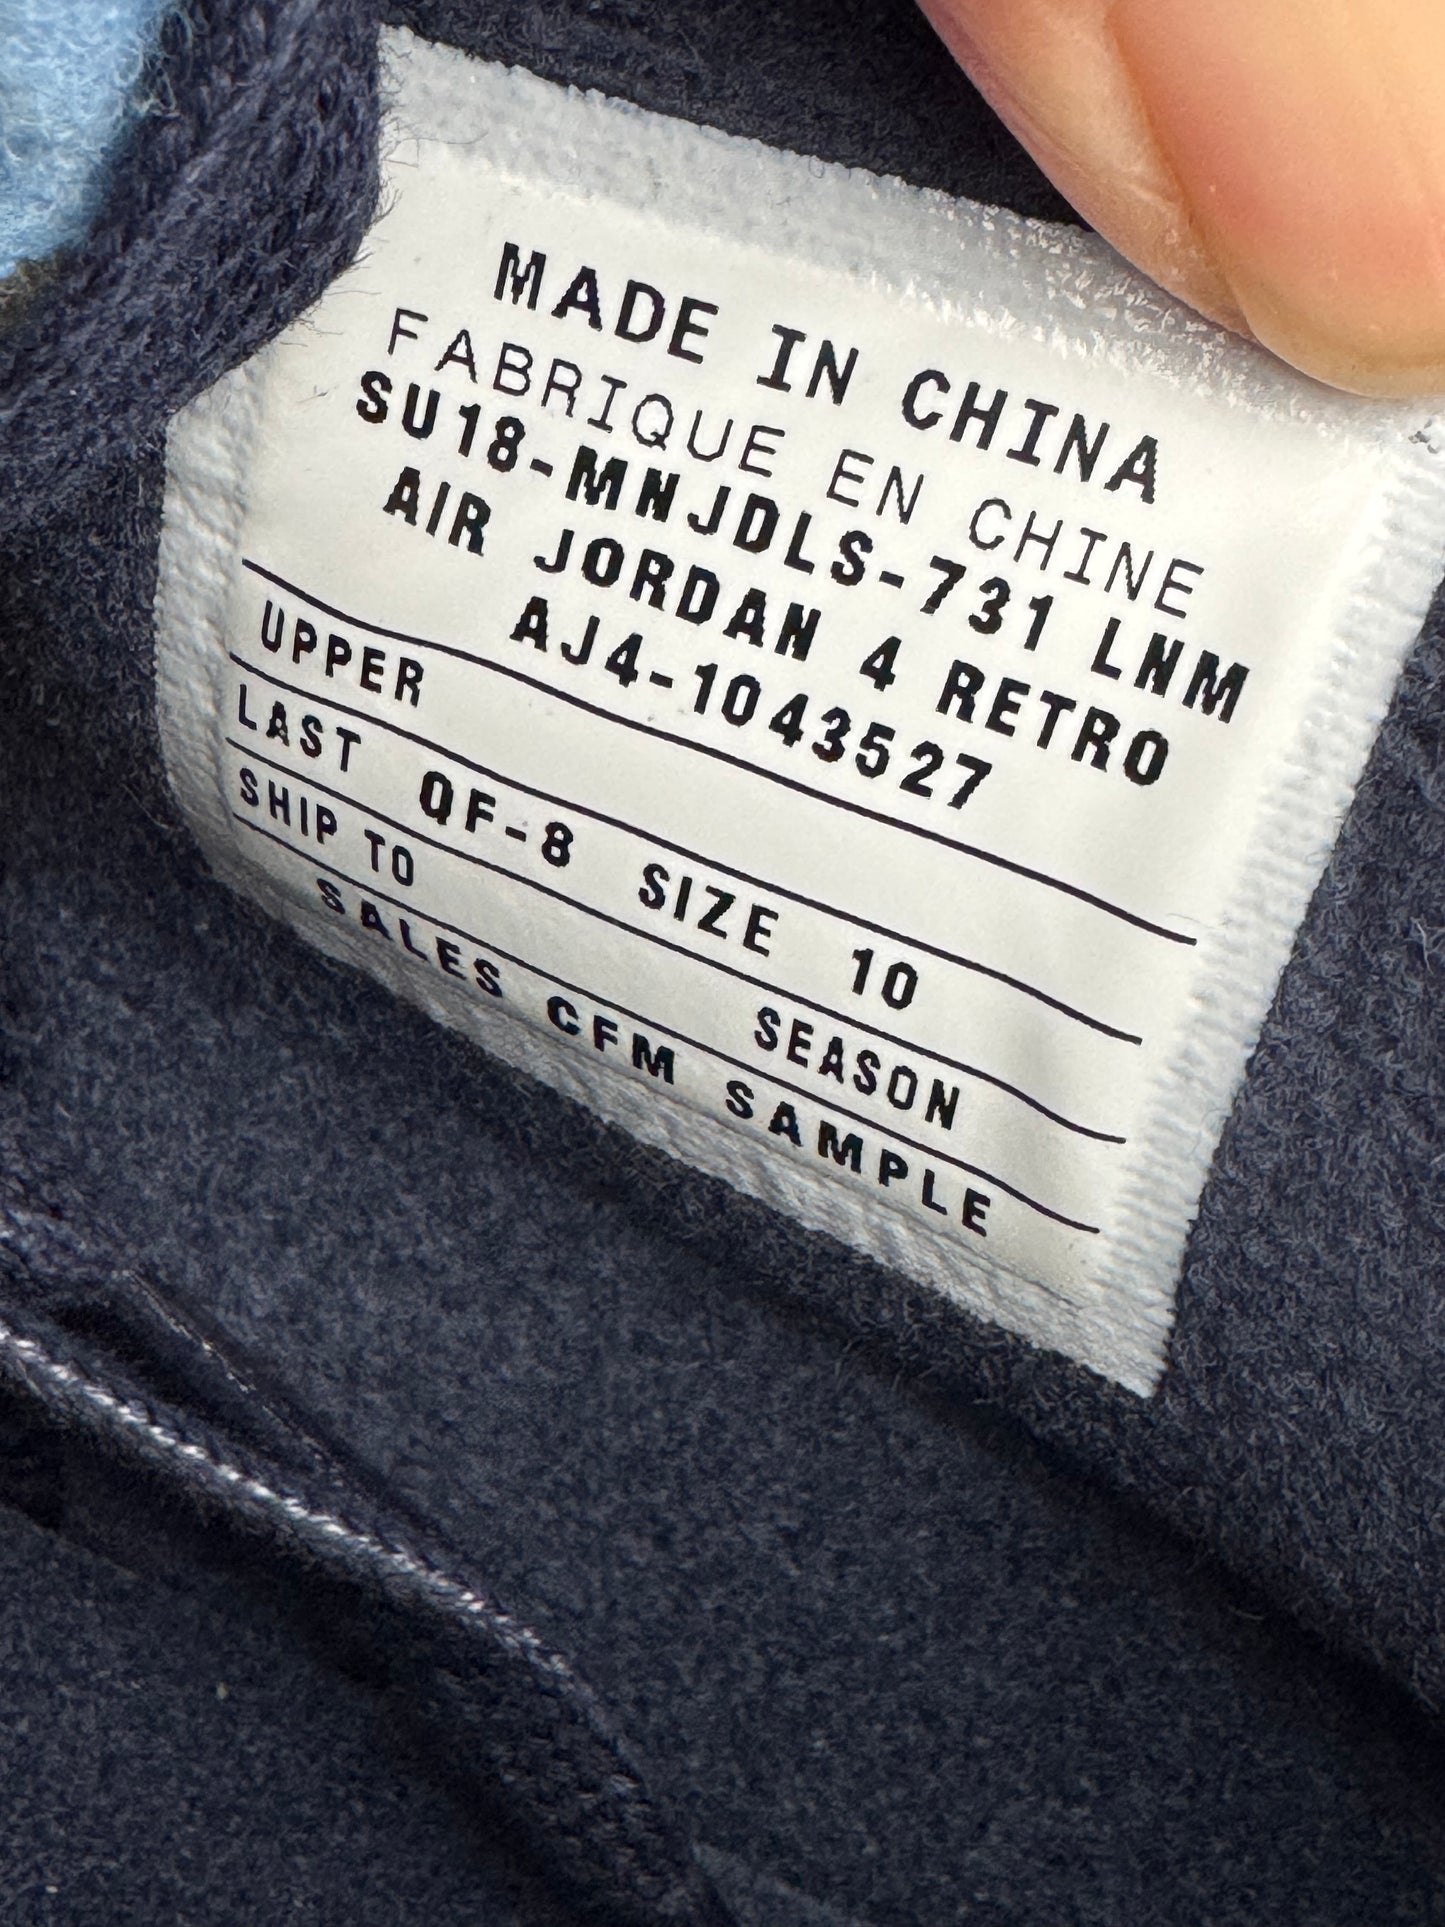 MADE IN CHINA
FABRIQUE EN CHINE
SU18-MNJDLS-731 LNM
AIR JORDAN 4 RETRO
AJ4-1043527
UPPER
LAST QF-8 SIZE 10
SHIP TO SEASON
SALES CFM SAMPLE